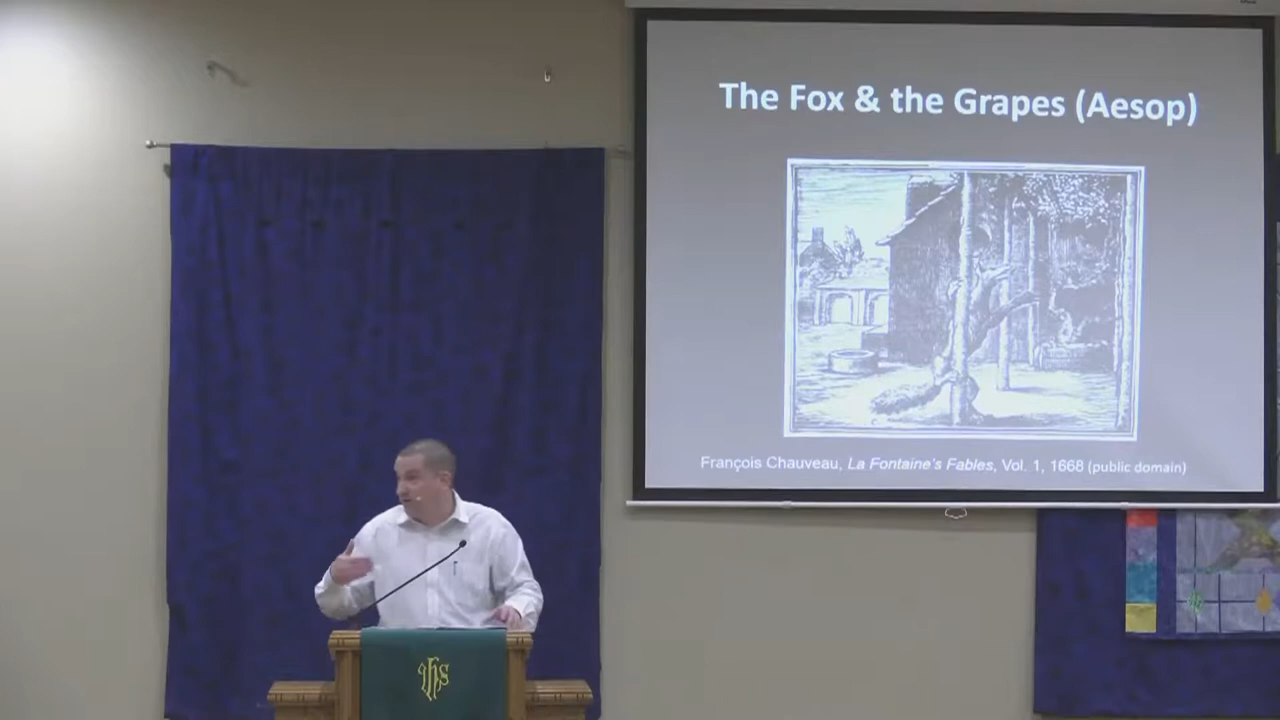 The Fox & the Grapes (Aesop)
François Chauveau, La Fontaine's Fables, Vol. 1, 1668 (public domain)
IHS